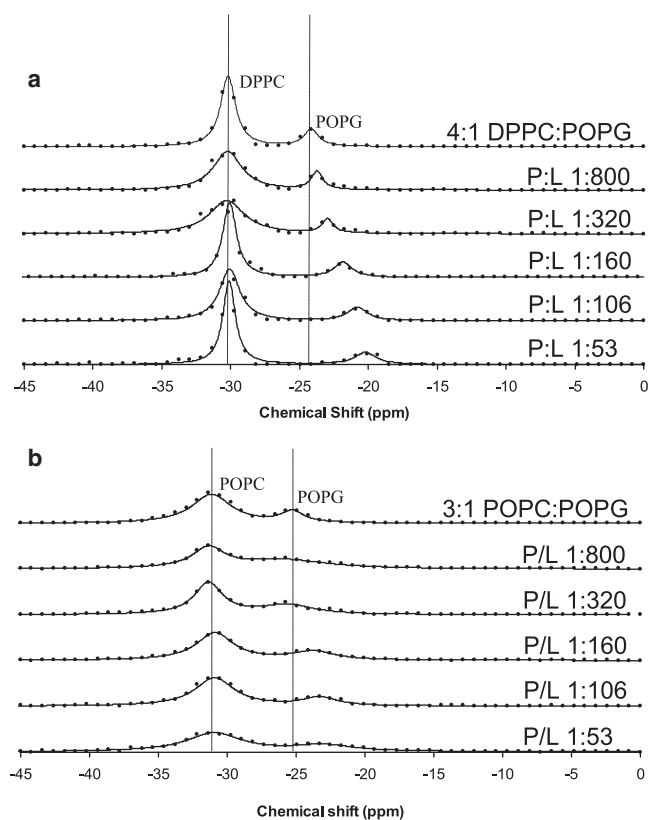 a
DPPC
POPG
4:1 DPPC:POPG
P:L 1:800
P:L 1:320
P:L 1:160
P:L 1:106
P:L 1:53
-45 -40 -35 -30 -25 -20 -15 -10 -5 0
Chemical Shift (ppm)
b
POPC
POPG
3:1 POPC:POPG
P/L 1:800
P/L 1:320
P/L 1:160
P/L 1:106
P/L 1:53
-45 -40 -35 -30 -25 -20 -15 -10 -5 0
Chemical shift (ppm)